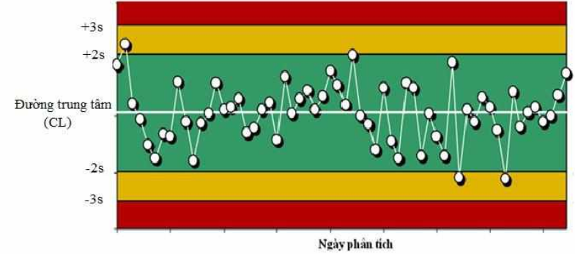 +3s
+2s
Đường trung tâm
(CL)
-2s
-3s
Ngày phân tích